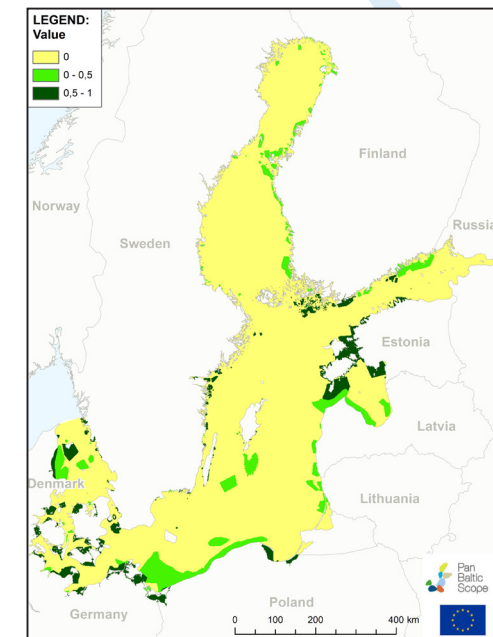 LEGEND:
Value
0
0 - 0,5
0,5 - 1
Finland
Norway
Russia
Sweden
Estonia
Latvia
Denmark
Lithuania
Pan
Baltic
Scope
Germany
Poland
0 100 200 400 km